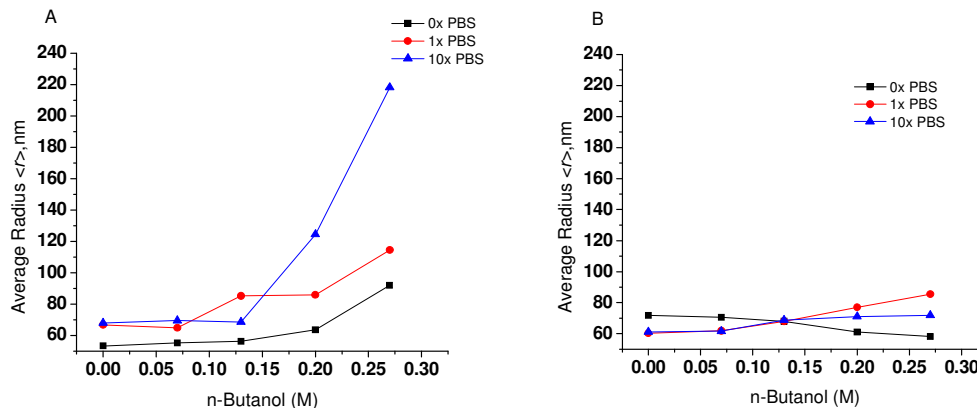 A
0x PBS
1x PBS
10x PBS
240
220
200
180
160
140
120
100
80
60
Average Radius <r>,nm
0.00 0.05 0.10 0.15 0.20 0.25 0.30
n-Butanol (M)
B
0x PBS
1x PBS
10x PBS
240
220
200
180
160
140
120
100
80
60
Average Radius <r>,nm
0.00 0.05 0.10 0.15 0.20 0.25 0.30
n-Butanol (M)